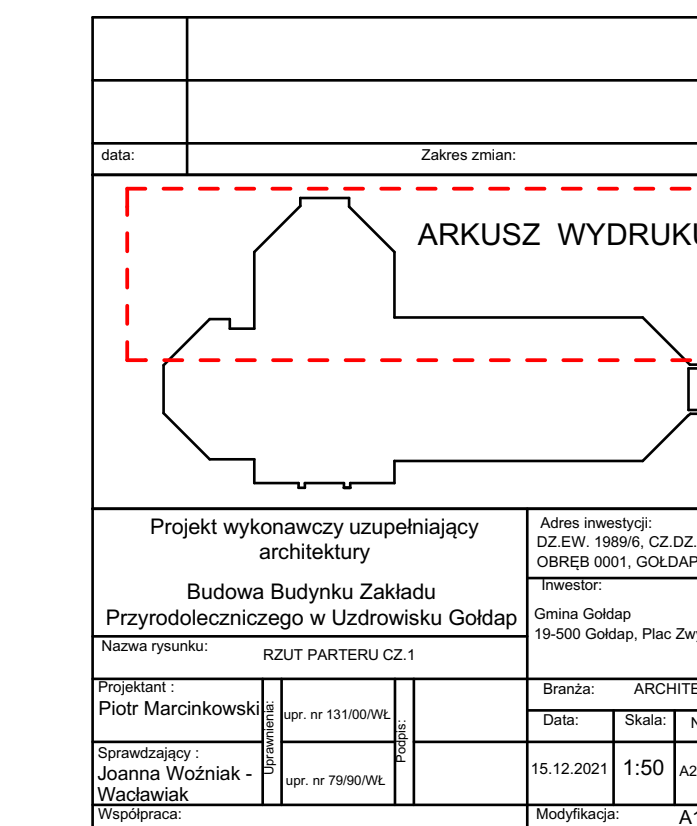 data:
Zakres zmian:
ARKUSZ WYDRUKU
Projekt wykonawczy uzupełniający
architektury
Budowa Budynku Zakładu
Przyrodoleczniczego w Uzdrowisku Gołdap
Adres inwestycji:
DZ.EW. 1989/6, CZ.DZ.
OBRĘB 0001, GOŁDAP
Inwestor:
Gmina Gołdap
19-500 Gołdap, Plac
Nazwa rysunku:
RZUT PARTERU CZ.1
Projektant :
Piotr Marcinkowski
Uprawnienia:
upr. nr 131/00/WŁ
Podpis:
Branża:
Data:
Skala:
Sprawdzający :
Joanna Woźniak -
Wacławiak
upr. nr 79/90/WŁ
15.12.2021
1:50
Współpraca:
Modyfikacja: